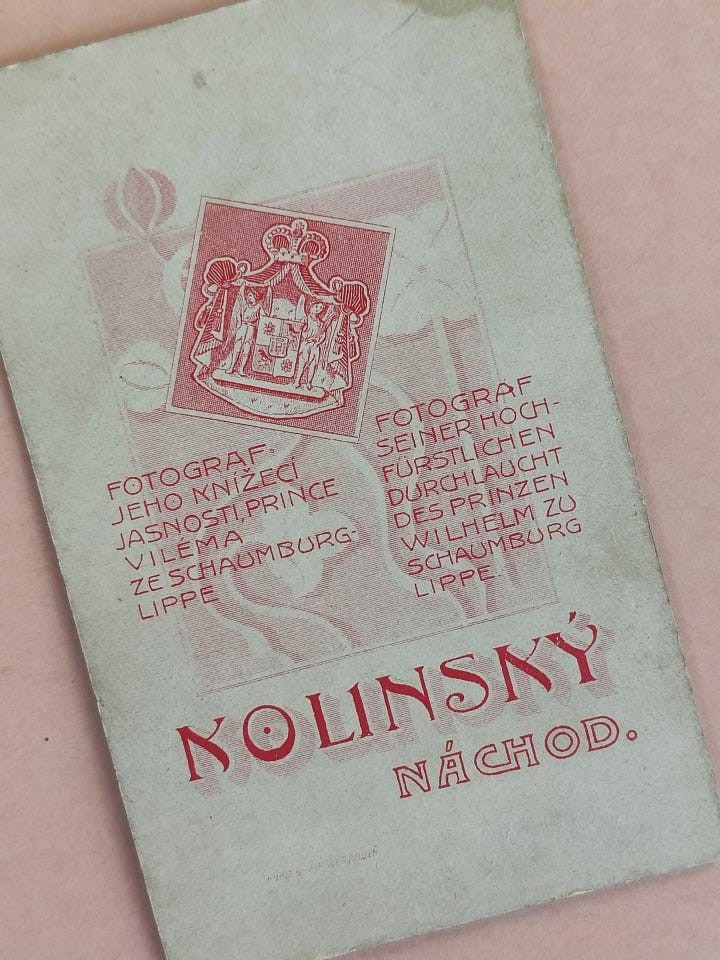 FOTOGRAF.
JEHO KNÍŽECÍ
JASNOSTI, PRINCE
VILÉMA
ZE SCHAUMBURG-
LIPPE
FOTOGRAF
SEINER HOCH-
FÜRSTLICHEN
DURCHLAUCHT
DES PRINZEN
WILHELM ZU
SCHAUMBURG
LIPPE.
KOLINSKÝ
NÁCHOD.